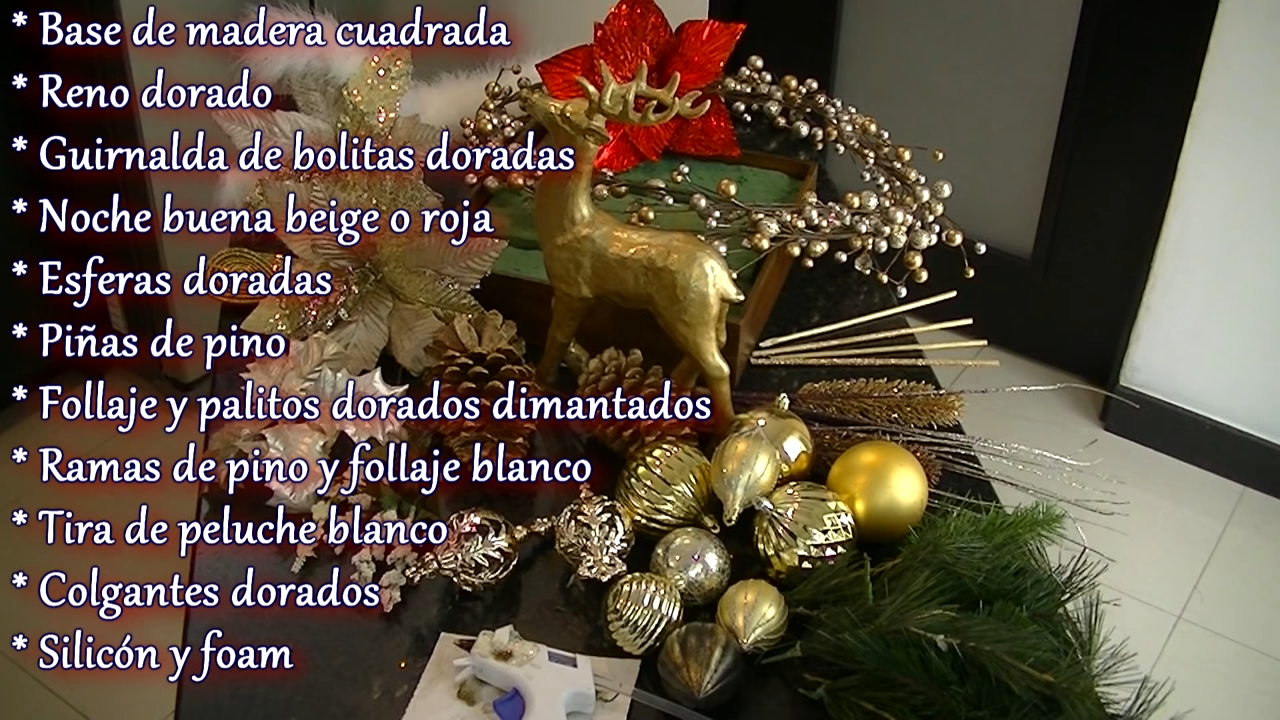 * Base de madera cuadrada
* Reno dorado
* Guirnalda de bolitas doradas
* Noche buena beige o roja
* Esferas doradas
* Piñas de pino
* Follaje y palitos dorados dimantados
* Ramas de pino y follaje blanco
* Tira de peluche blanco
* Colgantes dorados
* Silicón y foam